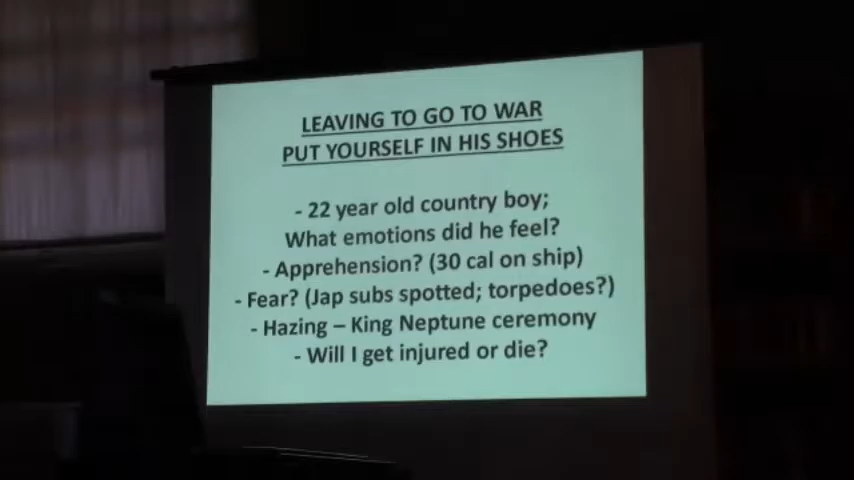 LEAVING TO GO TO WAR
PUT YOURSELF IN HIS SHOES
- 22 year old country boy;
What emotions did he feel?
- Apprehension? (30 cal on ship)
- Fear? (Jap subs spotted; torpedoes?)
- Hazing – King Neptune ceremony
- Will I get injured or die?